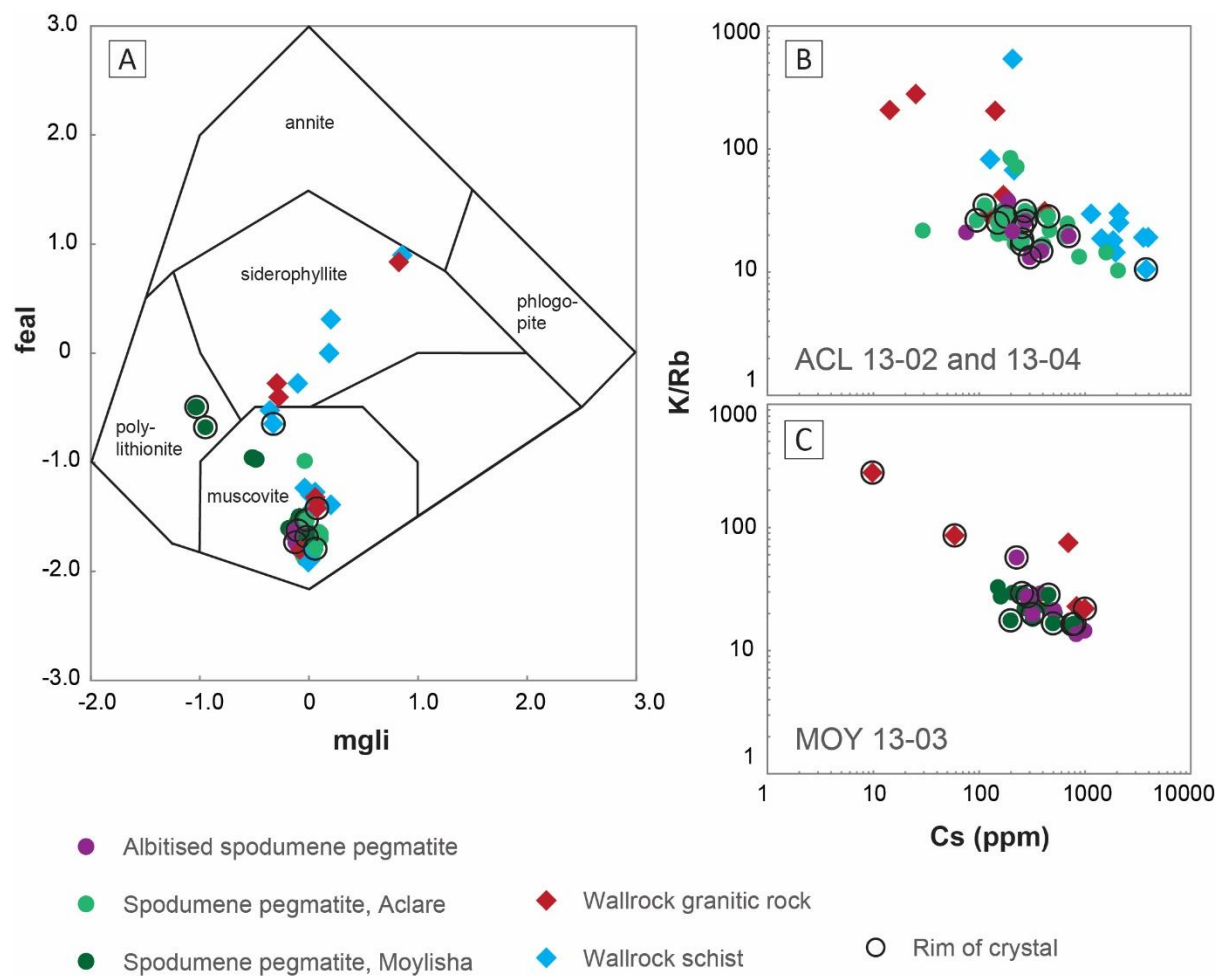 A
3.0
2.0
1.0
0
-1.0
-2.0
-3.0
feal
annite
siderophyllite
phlogo-
pite
poly-
lithionite
muscovite
-2.0
-1.0
0
1.0
2.0
3.0
mgli
B
1000
100
10
1
ACL 13-02 and 13-04
K/Rb
C
1000
100
10
1
MOY 13-03
1
10
100
1000
10000
Cs (ppm)
Albitised spodumene pegmatite
Spodumene pegmatite, Aclare
Spodumene pegmatite, Moylisha
Wallrock granitic rock
Wallrock schist
Rim of crystal